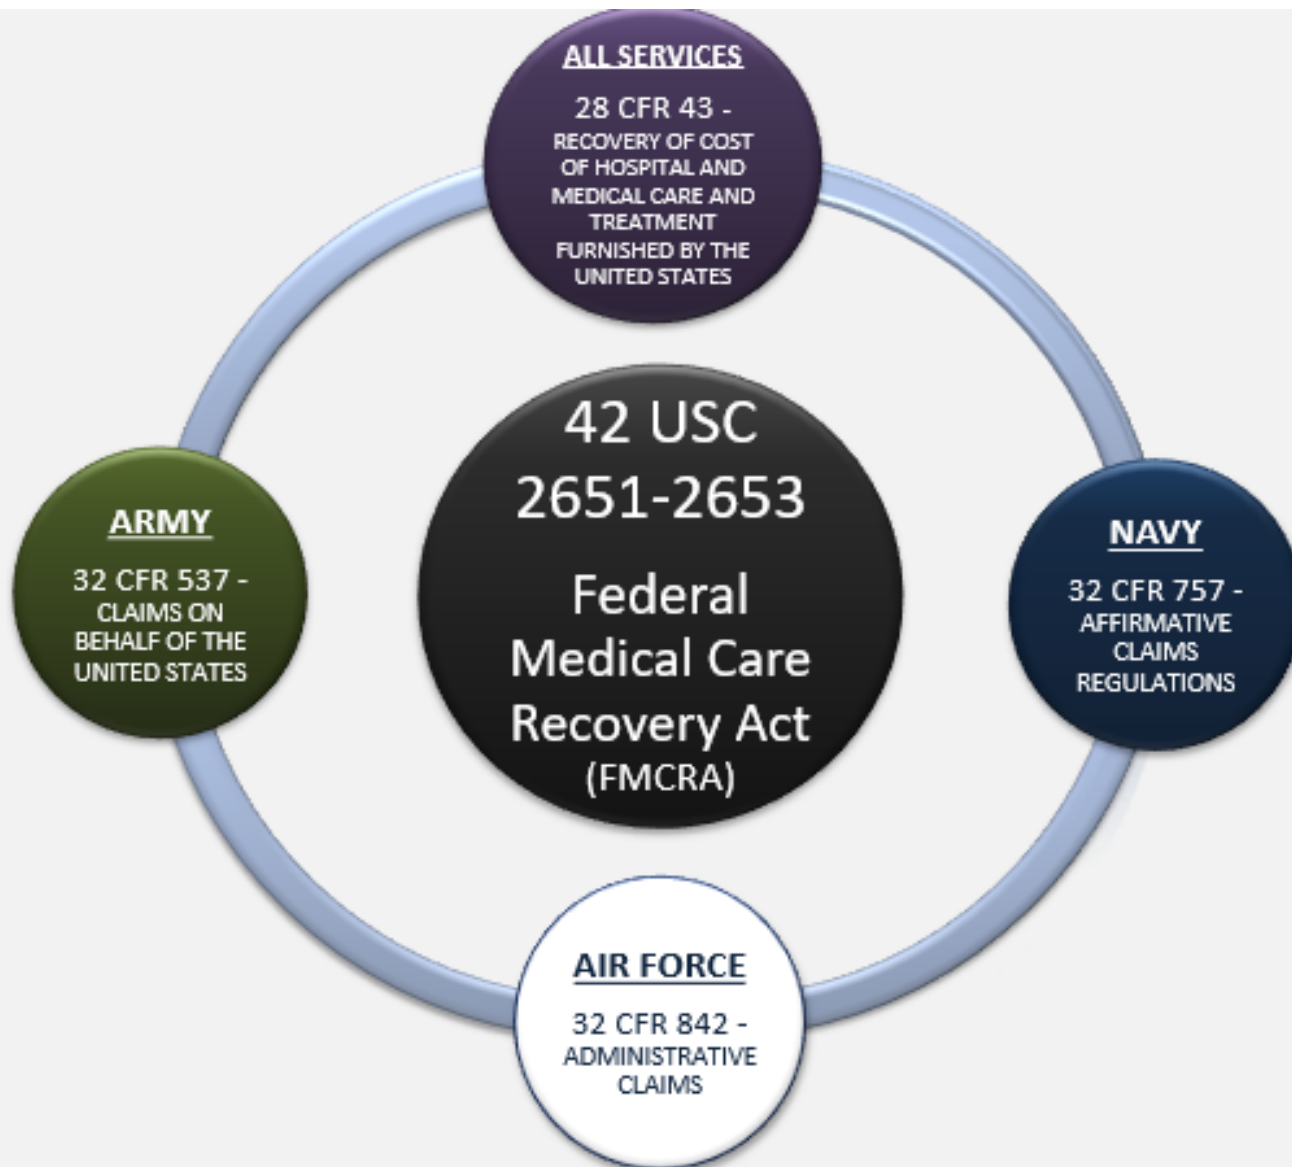 ALL SERVICES
28 CFR 43 -
RECOVERY OF COST
OF HOSPITAL AND
MEDICAL CARE AND
TREATMENT
FURNISHED BY THE
UNITED STATES
42 USC
2651-2653
Federal
Medical Care
Recovery Act
(FMCRA)
ARMY
32 CFR 537 -
CLAIMS ON
BEHALF OF THE
UNITED STATES
NAVY
32 CFR 757 -
AFFIRMATIVE
CLAIMS
REGULATIONS
AIR FORCE
32 CFR 842 -
ADMINISTRATIVE
CLAIMS